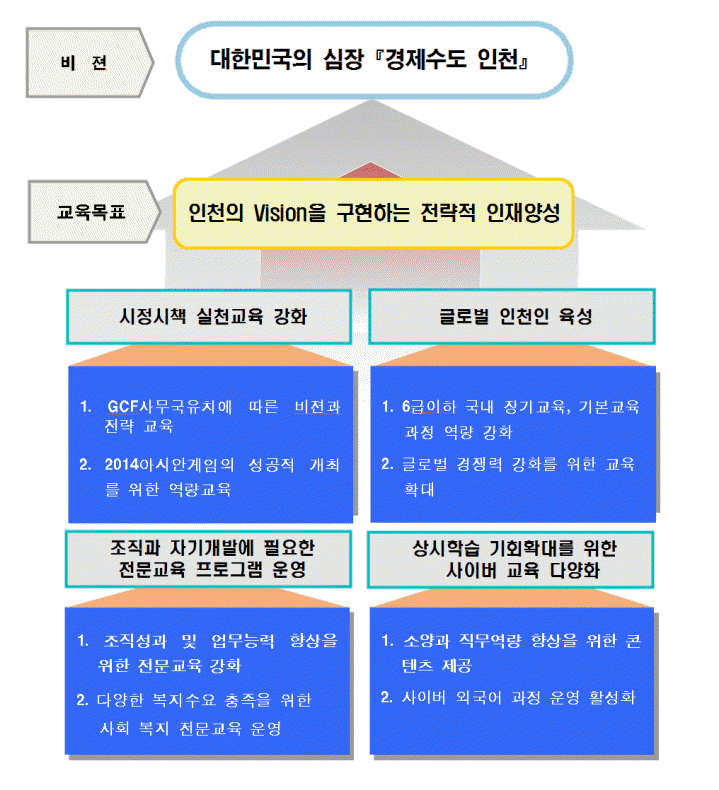 비 젼
대한민국의 심장 『경제수도 인천』
교육목표
인천의 Vision을 구현하는 전략적 인재양성
시정시책 실천교육 강화
1. GCF사무국유치에 따른 비전과
전략 교육
2. 2014아시안게임의 성공적 개최
를 위한 역량교육
글로벌 인천인 육성
1. 6급이하 국내 장기교육, 기본교육
과정 역량 강화
2. 글로벌 경쟁력 강화를 위한 교육
확대
조직과 자기개발에 필요한
전문교육 프로그램 운영
1. 조직성과 및 업무능력 향상을
위한 전문교육 강화
2. 다양한 복지수요 충족을 위한
사회 복지 전문교육 운영
상시학습 기회확대를 위한
사이버 교육 다양화
1. 소양과 직무역량 향상을 위한 콘
텐츠 제공
2. 사이버 외국어 과정 운영 활성화